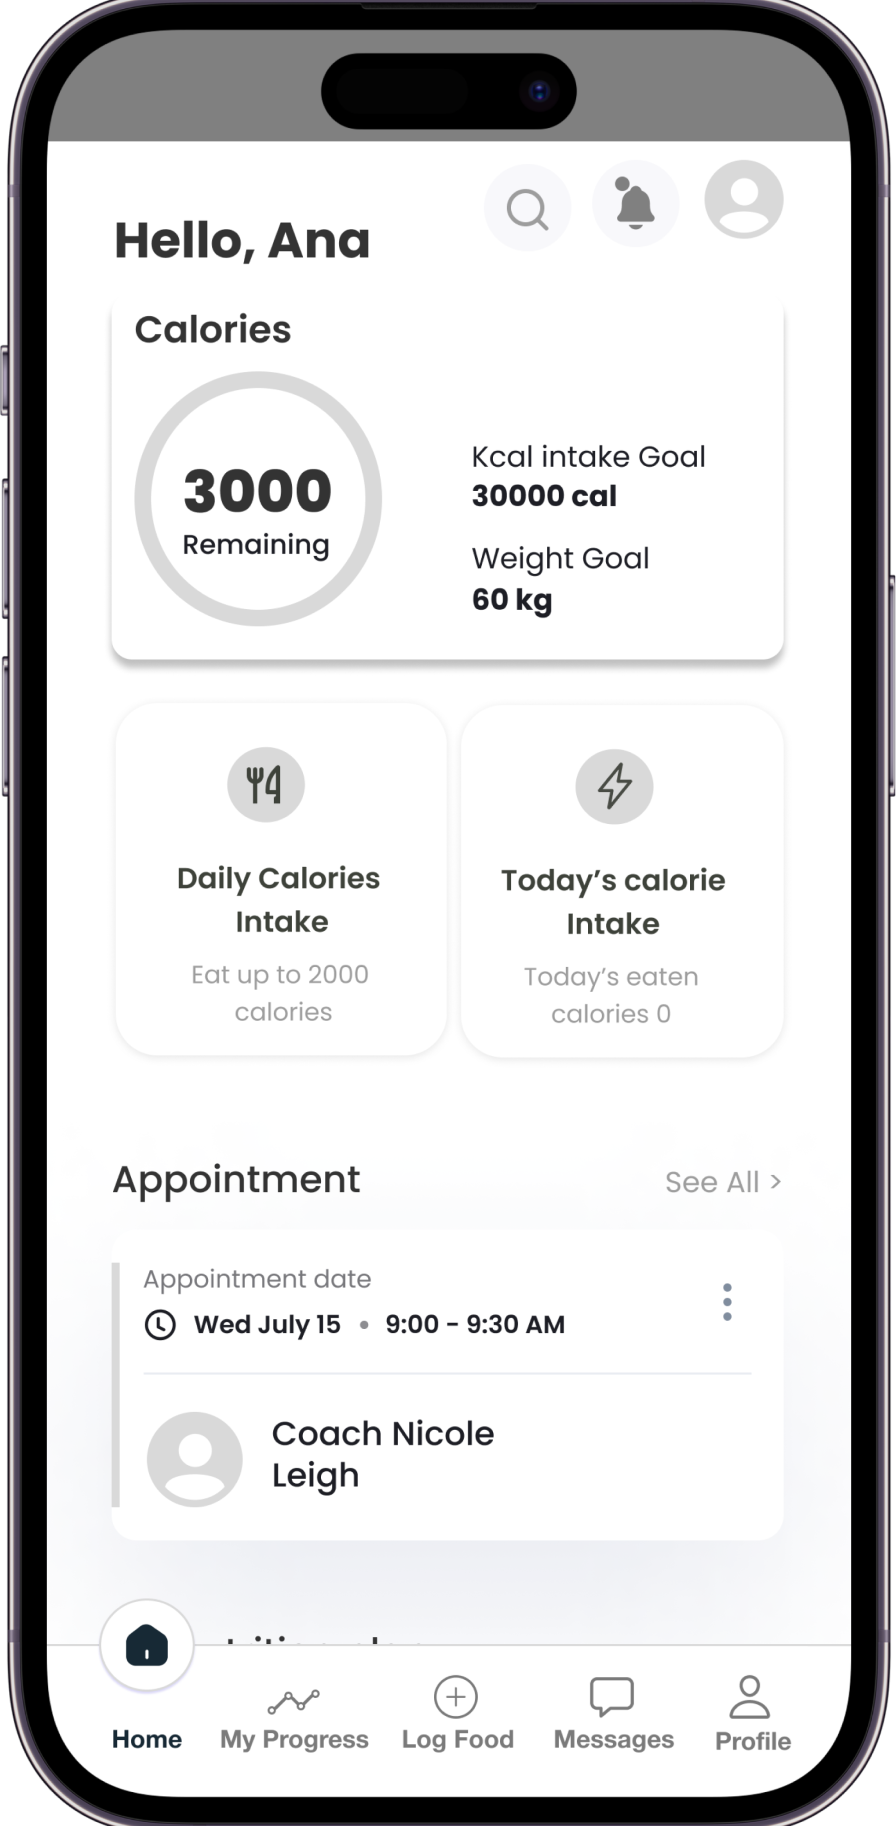 Hello, Ana
Calories
3000
Remaining
Kcal intake Goal
30000 cal
Weight Goal
60 kg
Daily Calories
Intake
Eat up to 2000
calories
Today's calorie
Intake
Today's eaten
calories 0
Appointment
See All >
Appointment date
Wed July 15 • 9:00 - 9:30 AM
Coach Nicole
Leigh
Home
My Progress
Log Food
Messages
Profile